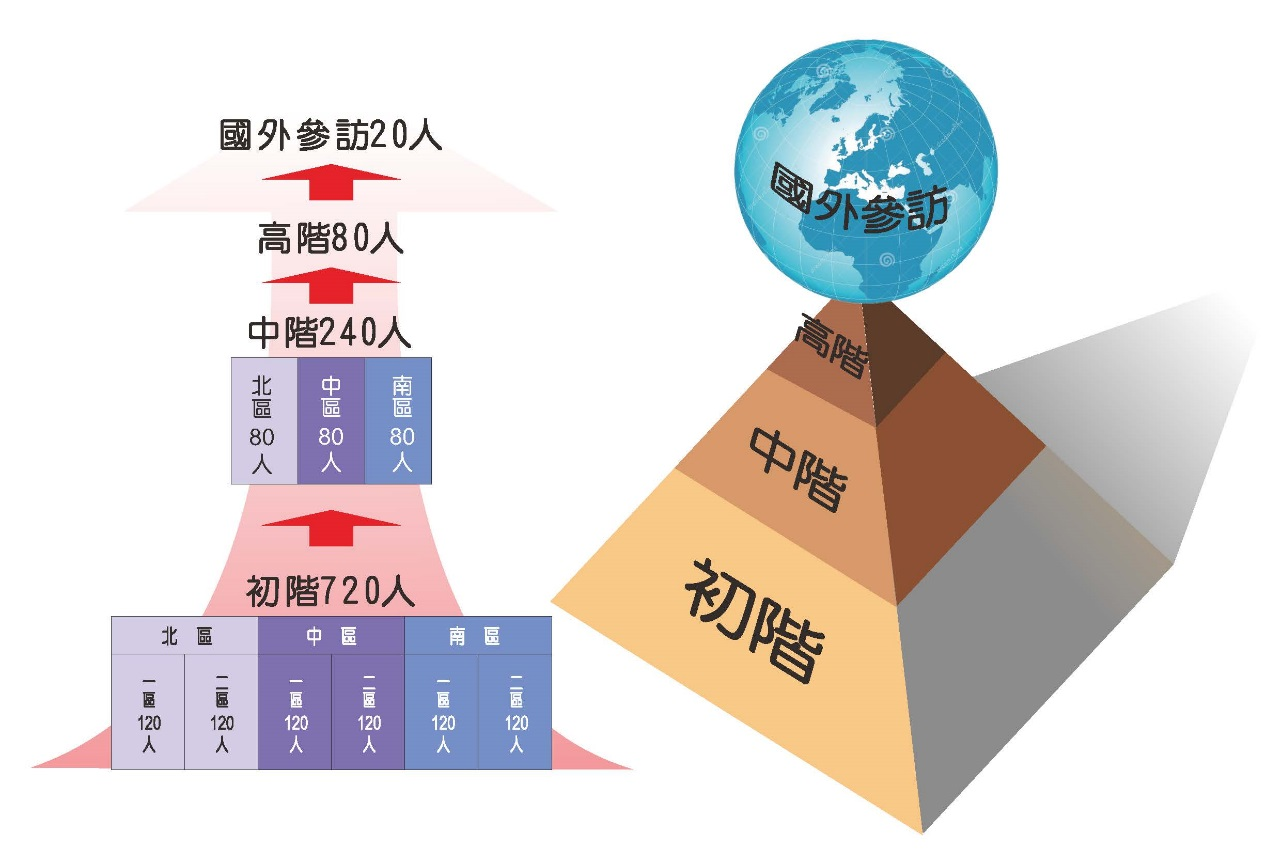 國外參訪20人
高階80人
中階240人
北區80人
中區80人
南區80人
初階720人
北區
中區
南區
一區120人
二區120人
一區120人
二區120人
一區120人
二區120人
國外參訪
高階
中階
初階